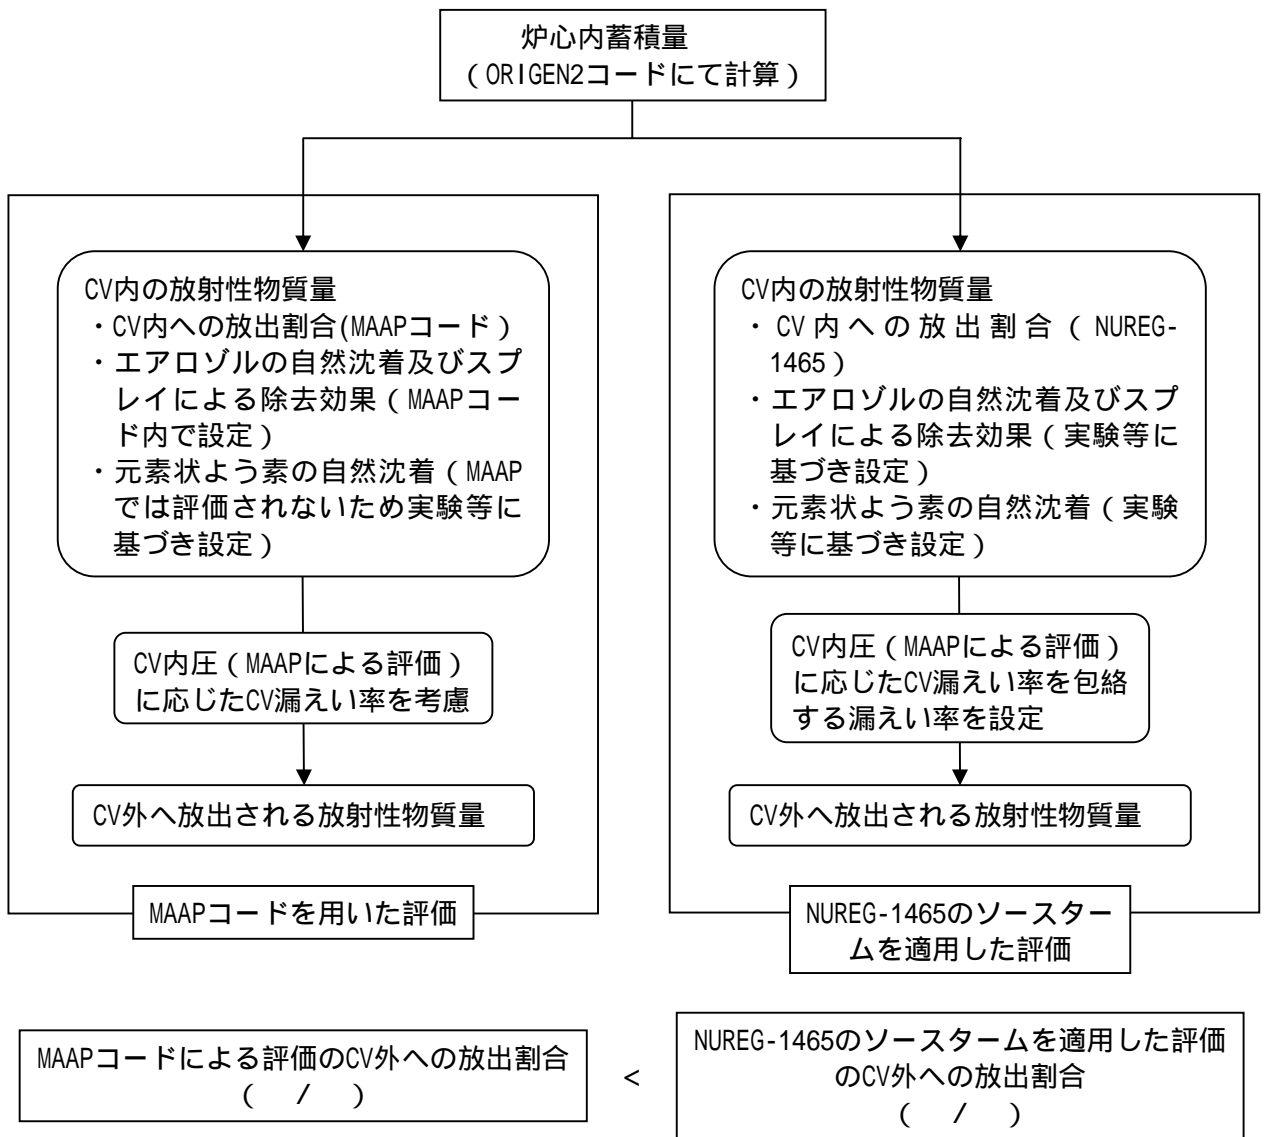 炉心内蓄積量
（ORIGEN2コードにて計算）
CV内の放射性物質量
・CV内への放出割合(MAAPコード）
・エアロゾルの自然沈着及びスプ
レイによる除去効果（MAAPコー
ド内で設定）
・元素状よう素の自然沈着（MAAP
では評価されないため実験等に
基づき設定）
CV内圧（MAAPによる評価）
に応じたCV漏えい率を考慮
CV外へ放出される放射性物質量
MAAPコードを用いた評価
CV内の放射性物質量
・CV内への放出割合（NUREG-
1465）
・エアロゾルの自然沈着及びスプ
レイによる除去効果（実験等に
基づき設定）
・元素状よう素の自然沈着（実験
等に基づき設定）
CV内圧（MAAPによる評価）
に応じたCV漏えい率を包絡
する漏えい率を設定
CV外へ放出される放射性物質量
NUREG-1465のソースター
ムを適用した評価
MAAPコードによる評価のCV外への放出割合
（　/　）
<
NUREG-1465のソースタームを適用した評価
のCV外への放出割合
（　/　）